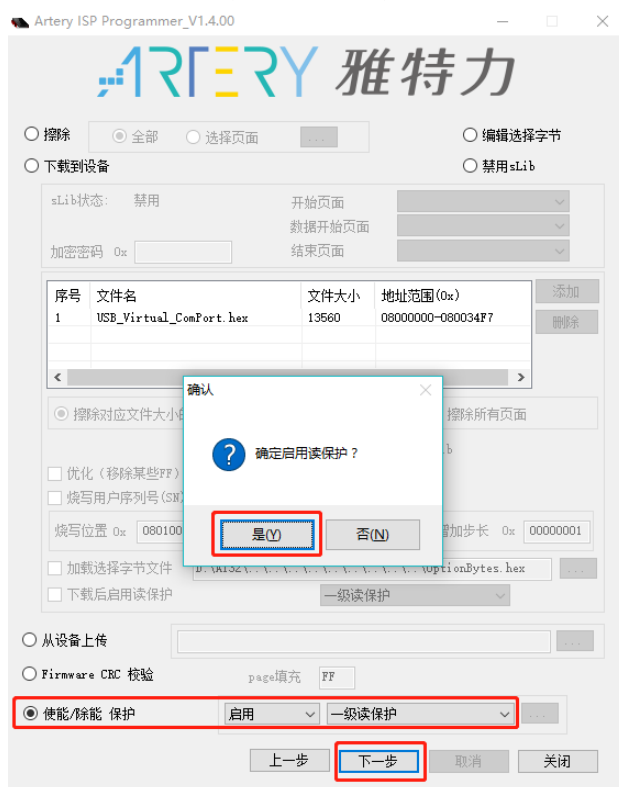 Artery ISP Programmer_V1.4.00
ARTERY 雅特力
擦除 全部 选择页面 ... 编辑选择字节
下载到设备 禁用sLib
sLib状态: 禁用 开始页面
数据开始页面
加密密码 0x 结束页面
序号 文件名 文件大小 地址范围(0x) 添加
1 USB_Virtual_ComPort.hex 13560 08000000-080034F7 删除
确认
擦除对应文件大小 擦除所有页面
确定启用读保护？
优化（移除某些FF）
烧写用户序列号(SN)
烧写位置 0x 080100 是(Y) 否(N) 增加步长 0x 00000001
加载选择字节文件 D:\AT32\..\..\..\..\..\..\..\..\OptionBytes.hex ...
下载后启用读保护 一级读保护
从设备上传 ...
Firmware CRC 校验 page填充 FF
使能/除能 保护 启用 一级读保护 ...
上一步 下一步 取消 关闭